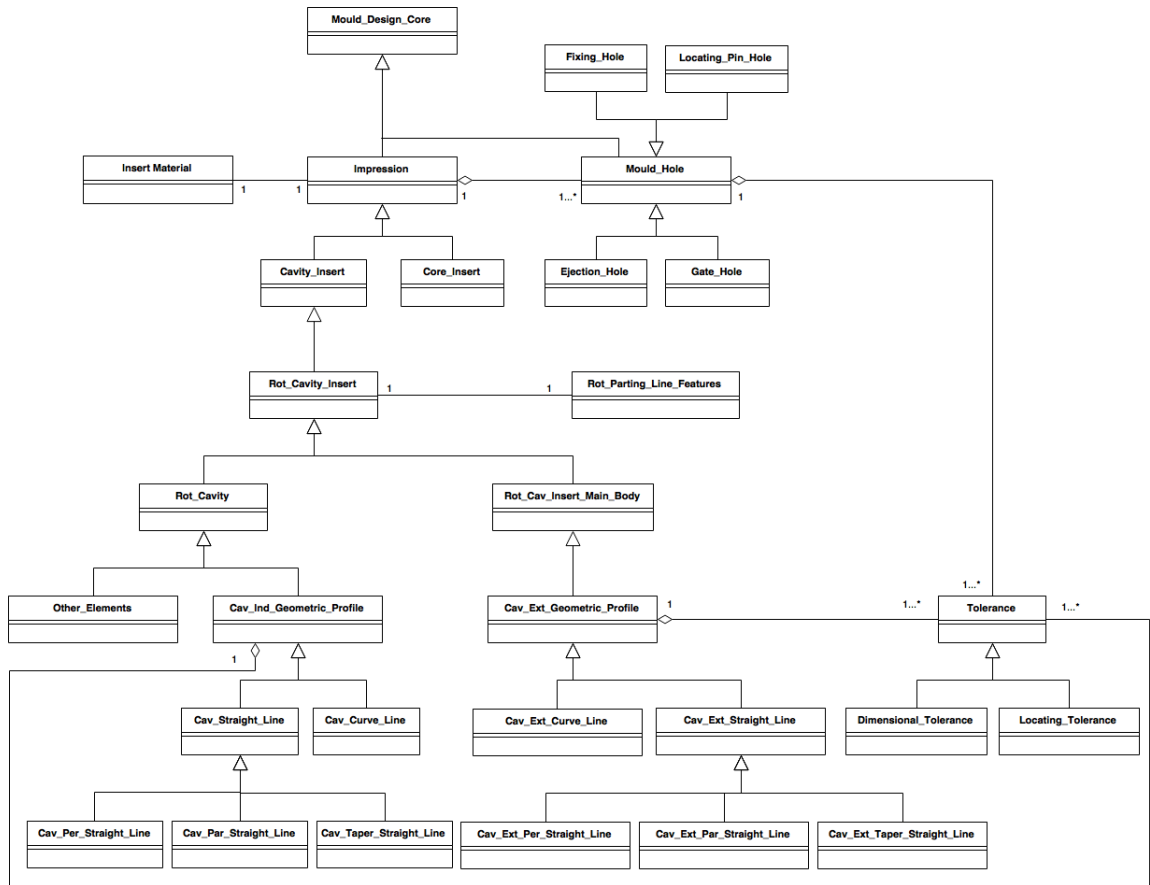 Mould_Design_Core
Fixing_Hole
Locating_Pin_Hole
Insert Material
Impression
Mould_Hole
1
1
1
1...*
1
Cavity_Insert
Core_Insert
Ejection_Hole
Gate_Hole
Rot_Cavity_Insert
1
1
Rot_Parting_Line_Features
Rot_Cavity
Rot_Cav_Insert_Main_Body
1...*
Other_Elements
Cav_Ind_Geometric_Profile
Cav_Ext_Geometric_Profile
1
1...*
Tolerance
1...*
1
Cav_Straight_Line
Cav_Curve_Line
Cav_Ext_Curve_Line
Cav_Ext_Straight_Line
Dimensional_Tolerance
Locating_Tolerance
Cav_Per_Straight_Line
Cav_Par_Straight_Line
Cav_Taper_Straight_Line
Cav_Ext_Per_Straight_Line
Cav_Ext_Par_Straight_Line
Cav_Ext_Taper_Straight_Line